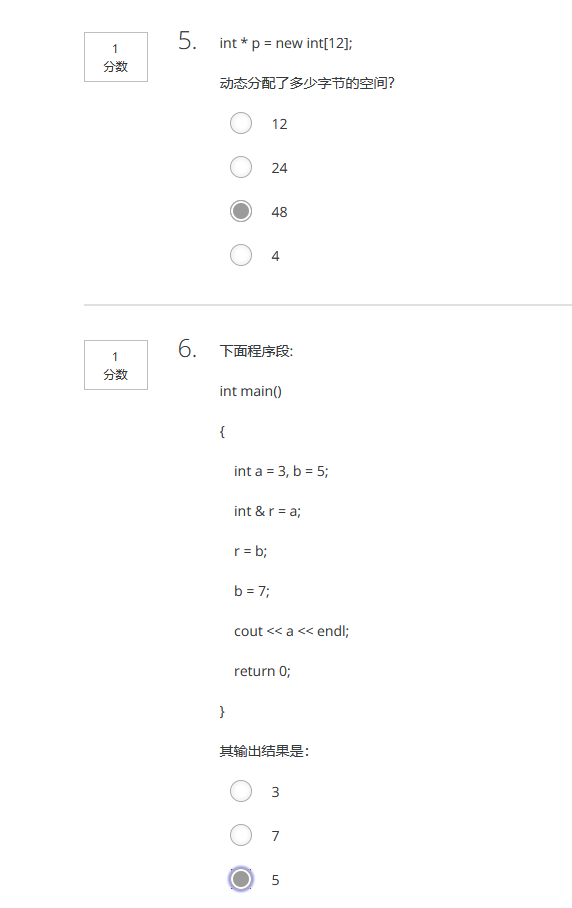 1
分数
5.
int * p = new int[12];
动态分配了多少字节的空间？
12
24
48
4
1
分数
6.
下面程序段:
int main()
{
int a = 3, b = 5;
int & r = a;
r = b;
b = 7;
cout << a << endl;
return 0;
}
其输出结果是：
3
7
5